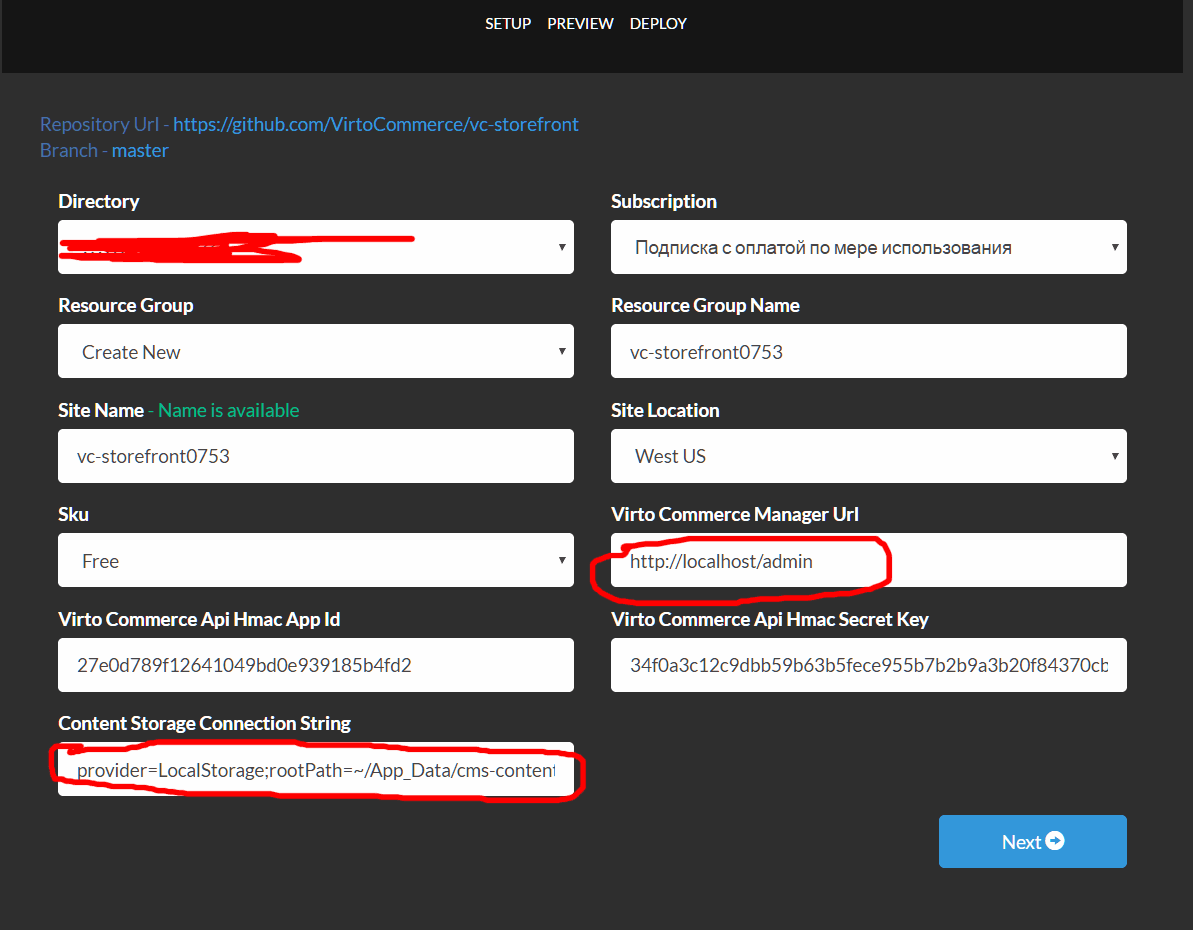 SETUP PREVIEW DEPLOY
Repository Url - https://github.com/VirtoCommerce/vc-storefront
Branch - master
Directory Subscription
Подписка с оплатой по мере использования
Resource Group Resource Group Name
Create New vc-storefront0753
Site Name - Name is available Site Location
vc-storefront0753 West US
Sku Virto Commerce Manager Url
Free http://localhost/admin
Virto Commerce Api Hmac App Id Virto Commerce Api Hmac Secret Key
27e0d789f12641049bd0e939185b4fd2 34f0a3c12c9dbb59b63b5fece955b7b2b9a3b20f84370cb
Content Storage Connection String
provider=LocalStorage;rootPath=~/App_Data/cms-content
Next